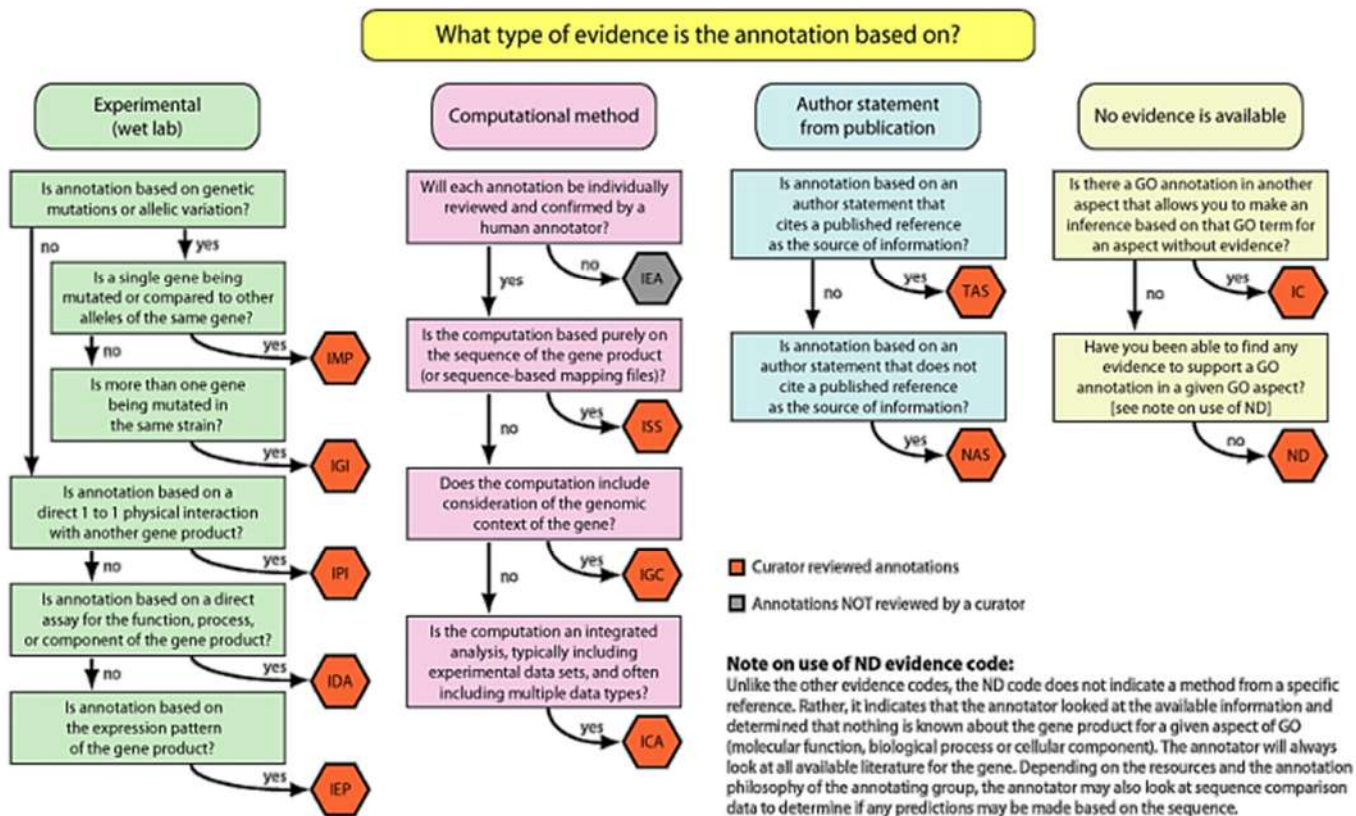 What type of evidence is the annotation based on?
Experimental
(wet lab)
Is annotation based on genetic
mutations or allelic variation?
no
yes
Is a single gene being
mutated or compared to other
alleles of the same gene?
yes
IMP
no
Is more than one gene
being mutated in
the same strain?
yes
IGI
Is annotation based on a
direct 1 to 1 physical interaction
with another gene product?
yes
IPI
no
Is annotation based on a direct
assay for the function, process,
or component of the gene product?
yes
IDA
no
Is annotation based on
the expression pattern
of the gene product?
yes
IEP
Computational method
Will each annotation be individually
reviewed and confirmed by a
human annotator?
no
IEA
yes
Is the computation based purely on
the sequence of the gene product
(or sequence-based mapping files)?
yes
ISS
no
Does the computation include
consideration of the genomic
context of the gene?
yes
IGC
no
Is the computation an integrated
analysis, typically including
experimental data sets, and often
including multiple data types?
yes
ICA
Author statement
from publication
Is annotation based on an
author statement that
cites a published reference
as the source of information?
yes
TAS
no
Is annotation based on an
author statement that does not
cite a published reference
as the source of information?
yes
NAS
No evidence is available
Is there a GO annotation in another
aspect that allows you to make an
inference based on that GO term for
an aspect without evidence?
yes
IC
no
Have you been able to find any
evidence to support a GO
annotation in a given GO aspect?
[see note on use of ND]
no
ND
Curator reviewed annotations
Annotations NOT reviewed by a curator
Note on use of ND evidence code:
Unlike the other evidence codes, the ND code does not indicate a method from a specific
reference. Rather, it indicates that the annotator looked at the available information and
determined that nothing is known about the gene product for a given aspect of GO
(molecular function, biological process or cellular component). The annotator will always
look at all available literature for the gene. Depending on the resources and the annotation
philosophy of the annotating group, the annotator may also look at sequence comparison
data to determine if any predictions may be made based on the sequence.